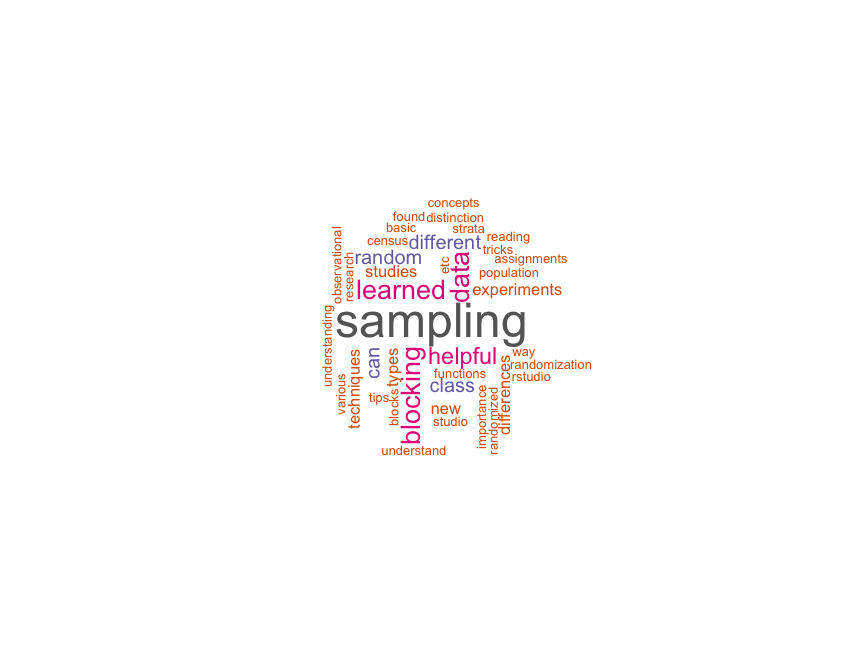 concepts
found
distinction
basic
strata
census
different
reading
tricks
observational
research
random
etc
data
assignments
studies
population
learned
experiments
sampling
understanding
can
types
blocking
helpful
way
techniques
functions
differences
randomization
rstudio
various
tips
blocks
class
new
importance
randomized
studio
understand